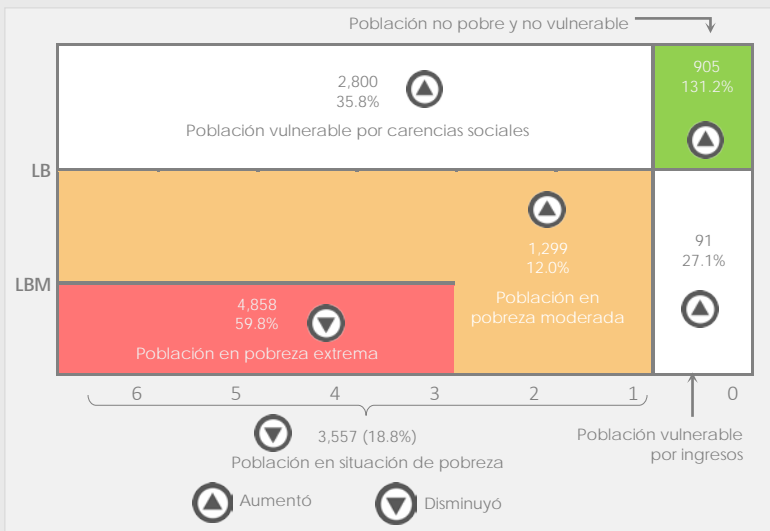 Población no pobre y no vulnerable
905
131.2%
2,800
35.8%
Población vulnerable por carencias sociales
LB
1,299
12.0%
Población en
pobreza moderada
91
27.1%
LBM
4,858
59.8%
Población en pobreza extrema
6 5 4 3 2 1 0
3,557 (18.8%)
Población en situación de pobreza
Población vulnerable
por ingresos
Aumentó
Disminuyó